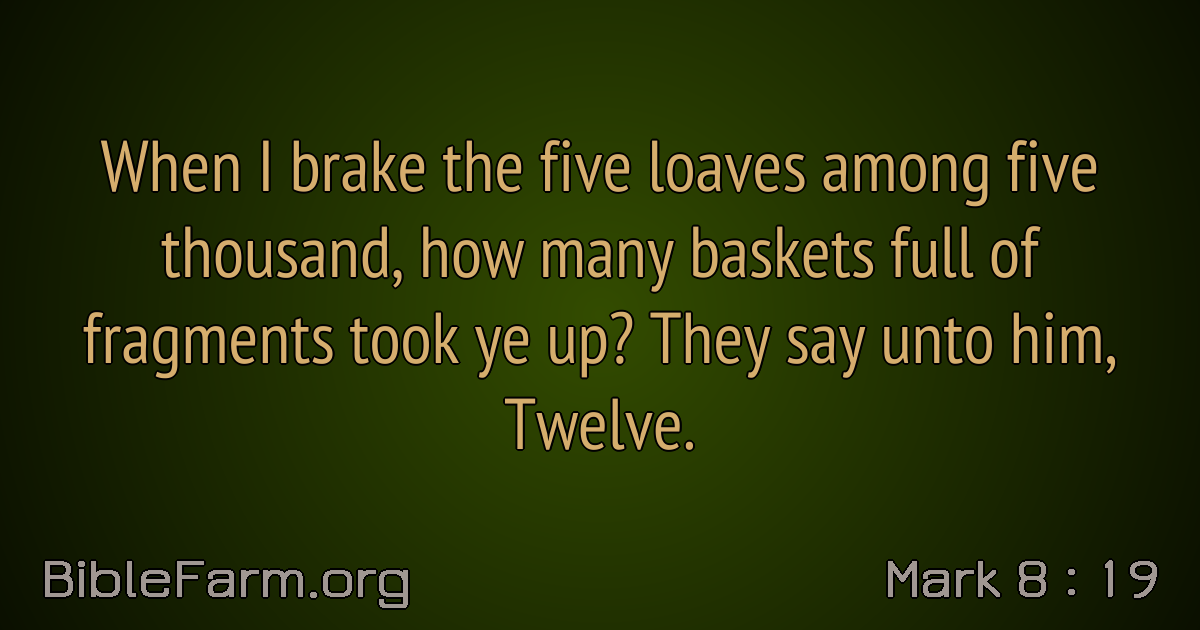 When I brake the five loaves among five
thousand, how many baskets full of
fragments took ye up? They say unto him,
Twelve.
BibleFarm.org
Mark 8 : 19